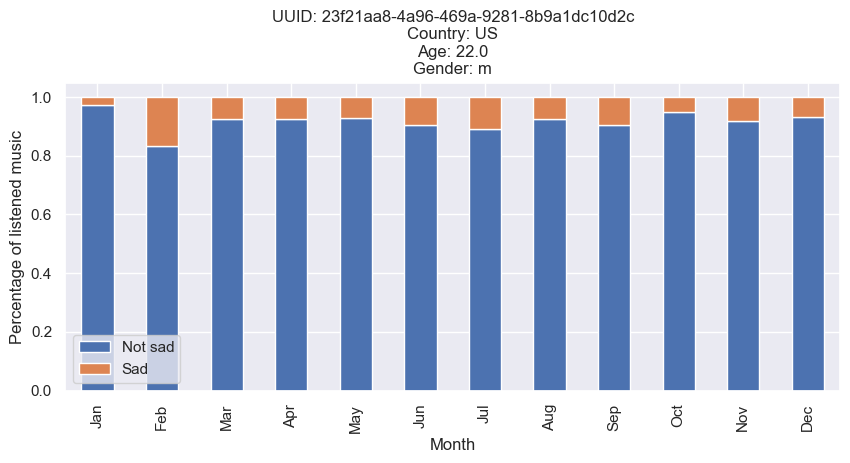 UUID: 23f21aa8-4a96-469a-9281-8b9a1dc10d2c
Country: US
Age: 22.0
Gender: m
Percentage of listened music
1.0
0.8
0.6
0.4
0.2
0.0
Not sad
Sad
Jan
Feb
Mar
Apr
May
Jun
Jul
Aug
Sep
Oct
Nov
Dec
Month